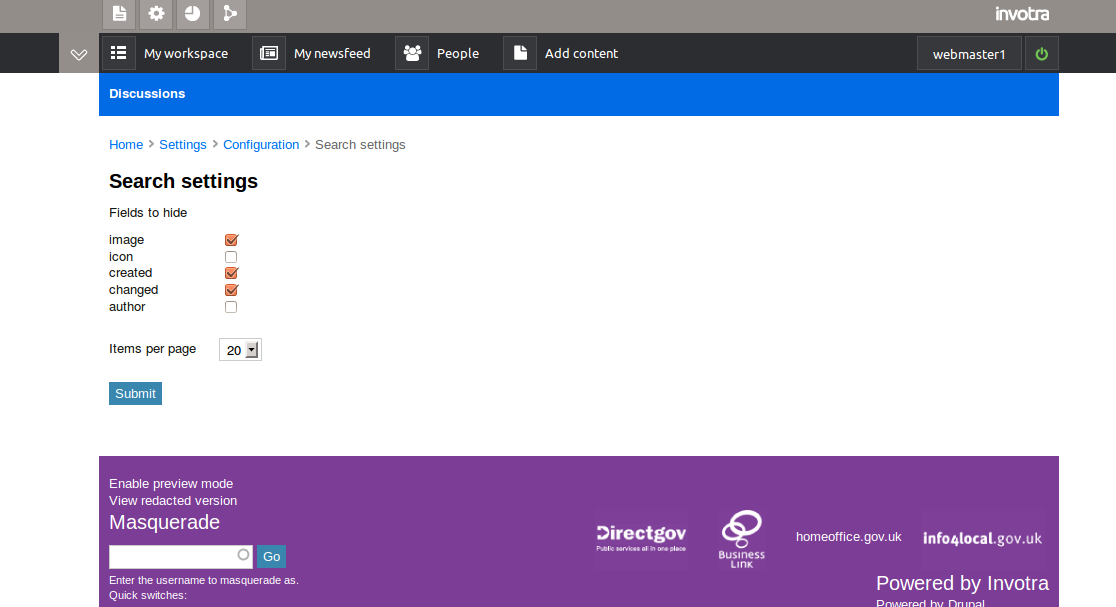 invotra
My workspace
My newsfeed
People
Add content
webmaster1
Discussions
Home > Settings > Configuration > Search settings
Search settings
Fields to hide
image
icon
created
changed
author
Items per page 20
Submit
Enable preview mode
View redacted version
Masquerade
Go
Enter the username to masquerade as.
Quick switches:
Directgov
Public services all in one place
Business
Link
homeoffice.gov.uk
info4local.gov.uk
Powered by Invotra
Powered by Drupal